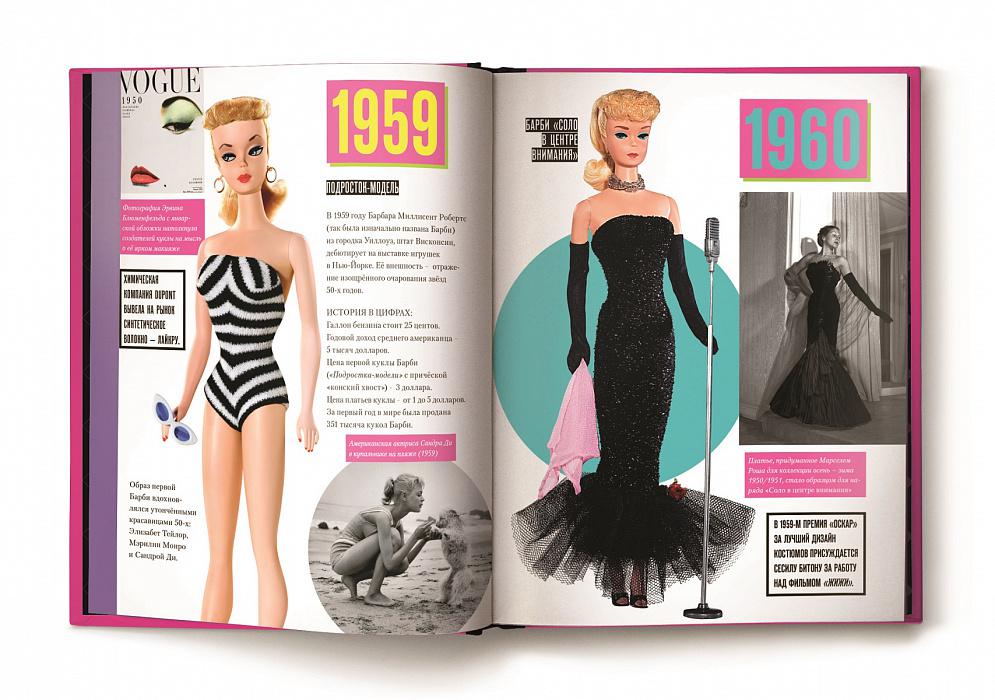 VOGUE
1950
Фотография Эрвина
Блюменфельда с январ-
ской обложки натолкнула
создателей куклы на мысль
о её ярком макияже
ХИМИЧЕСКАЯ
КОМПАНИЯ DUPONT
ВЫВЕЛА НА РЫНОК
СИНТЕТИЧЕСКОЕ
ВОЛОКНО – ЛАЙКРУ.
Образ первой
Барби вдохнов-
лялся утончёнными
красавицами 50-х:
Элизабет Тейлор,
Мэрилин Монро
и Сандрой Ди.
1959
ПОДРОСТОК-МОДЕЛЬ
В 1959 году Барбара Миллисент Робертс
(так была изначально названа Барби)
из городка Уиллоуз, штат Висконсин,
дебютирует на выставке игрушек
в Нью-Йорке. Её внешность – отраже-
ние изощрённого очарования звёзд
50-х годов.
ИСТОРИЯ В ЦИФРАХ:
Галлон бензина стоит 25 центов.
Годовой доход среднего американца –
5 тысяч долларов.
Цена первой куклы Барби
(«Подростка-модели» с причёской
«конский хвост») – 3 доллара.
Цена платьев куклы – от 1 до 5 долларов.
За первый год в мире была продана
351 тысяча кукол Барби.
Американская актриса Сандра Ди
в купальнике на пляже (1959)
БАРБИ «СОЛО
В ЦЕНТРЕ
ВНИМАНИЯ»
1960
Платье, придуманное Марселем
Роша для коллекции осень – зима
1950/1951, стало образцом для на-
ряда «Соло в центре внимания»
В 1959-М ПРЕМИЯ «ОСКАР»
ЗА ЛУЧШИЙ ДИЗАЙН
КОСТЮМОВ ПРИСУЖДАЕТСЯ
СЕСИЛУ БИТОНУ ЗА РАБОТУ
НАД ФИЛЬМОМ «ЖИЖИ».